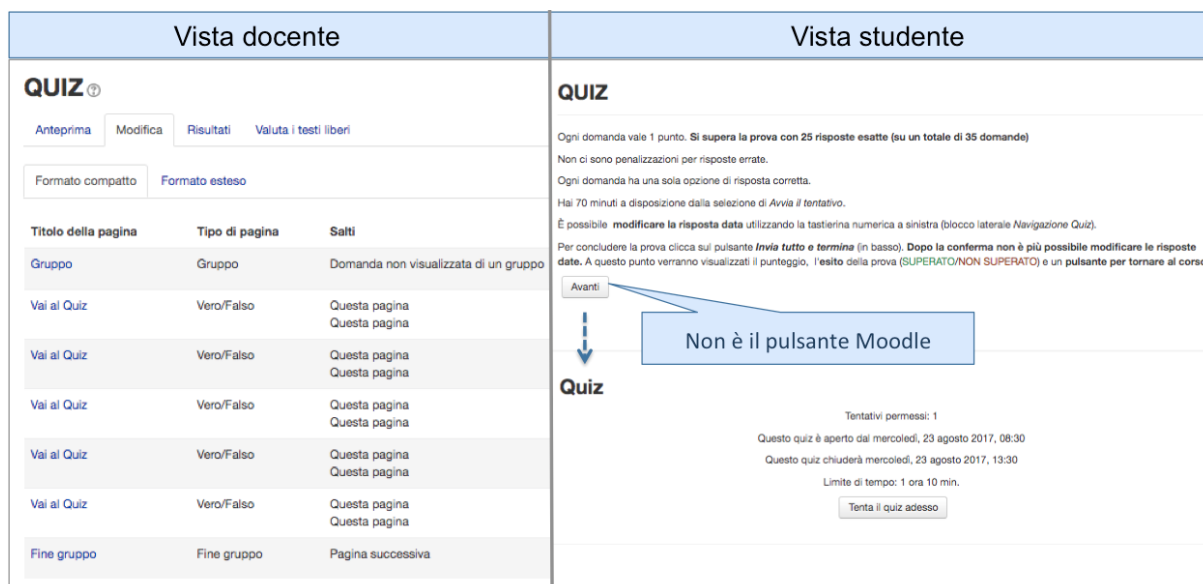 Vista docente
QUIZ
Anteprima Modifica Risultati Valuta i testi liberi
Formato compatto Formato esteso
Titolo della pagina Tipo di pagina Salti
Gruppo Gruppo Domanda non visualizzata di un gruppo
Vai al Quiz Vero/Falso Questa pagina
Questa pagina
Vai al Quiz Vero/Falso Questa pagina
Questa pagina
Vai al Quiz Vero/Falso Questa pagina
Questa pagina
Vai al Quiz Vero/Falso Questa pagina
Questa pagina
Vai al Quiz Vero/Falso Questa pagina
Questa pagina
Fine gruppo Fine gruppo Pagina successiva
Vista studente
QUIZ
Ogni domanda vale 1 punto. Si supera la prova con 25 risposte esatte (su un totale di 35 domande)
Non ci sono penalizzazioni per risposte errate.
Ogni domanda ha una sola opzione di risposta corretta.
Hai 70 minuti a disposizione dalla selezione di Avvia il tentativo.
È possibile modificare la risposta data utilizzando la tastierina numerica a sinistra (blocco laterale Navigazione Quiz).
Per concludere la prova clicca sul pulsante Invia tutto e termina (in basso). Dopo la conferma non è più possibile modificare le risposte
date. A questo punto verranno visualizzati il punteggio, l'esito della prova (SUPERATO/NON SUPERATO) e un pulsante per tornare al corso
Avanti
Non è il pulsante Moodle
Quiz
Tentativi permessi: 1
Questo quiz è aperto dal mercoledì, 23 agosto 2017, 08:30
Questo quiz chiuderà mercoledì, 23 agosto 2017, 13:30
Limite di tempo: 1 ora 10 min.
Tenta il quiz adesso